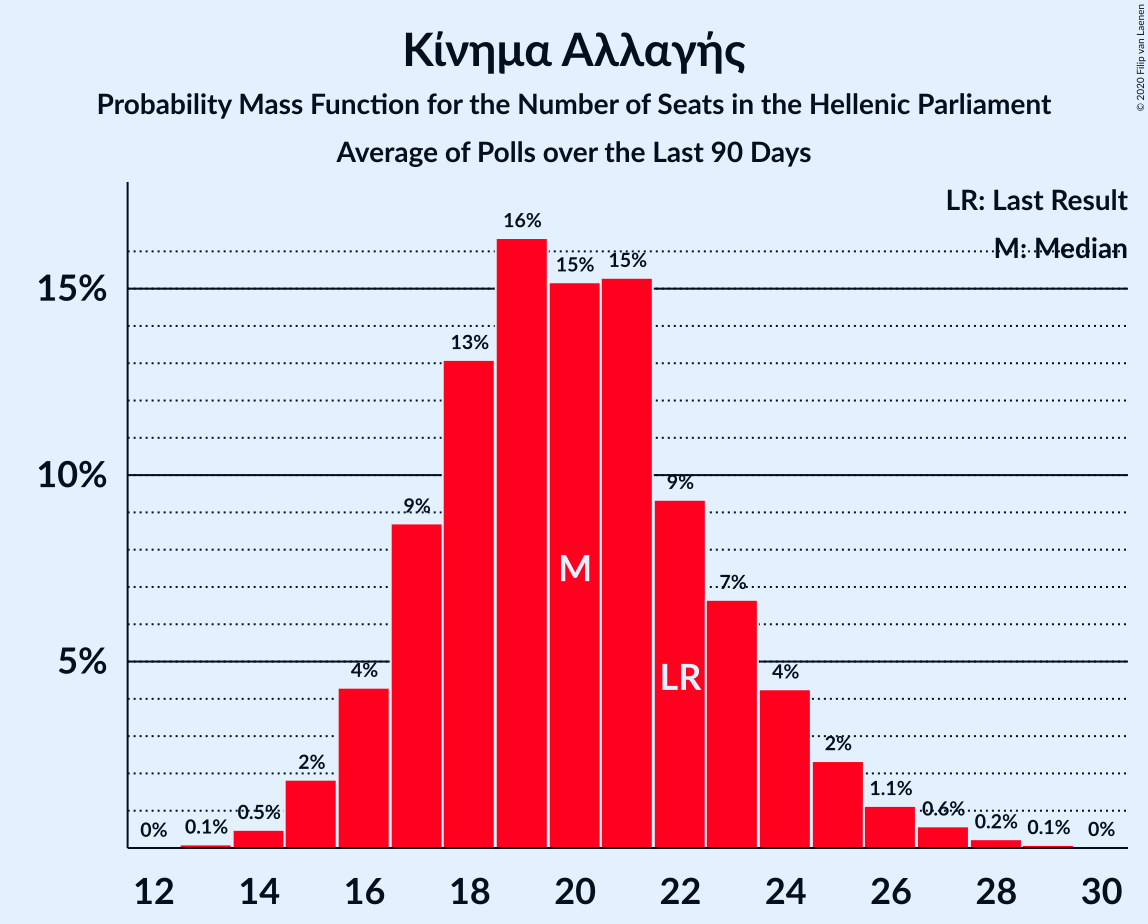 © 2020 Filip van Laenen
Κίνημα Αλλαγής
Probability Mass Function for the Number of Seats in the Hellenic Parliament
Average of Polls over the Last 90 Days
LR: Last Result
M: Median
15%
10%
5%
0%
0.1%
0.5%
2%
4%
9%
13%
16%
15%
15%
9%
7%
4%
2%
1.1%
0.6%
0.2%
0.1%
0%
M
LR
12 14 16 18 20 22 24 26 28 30